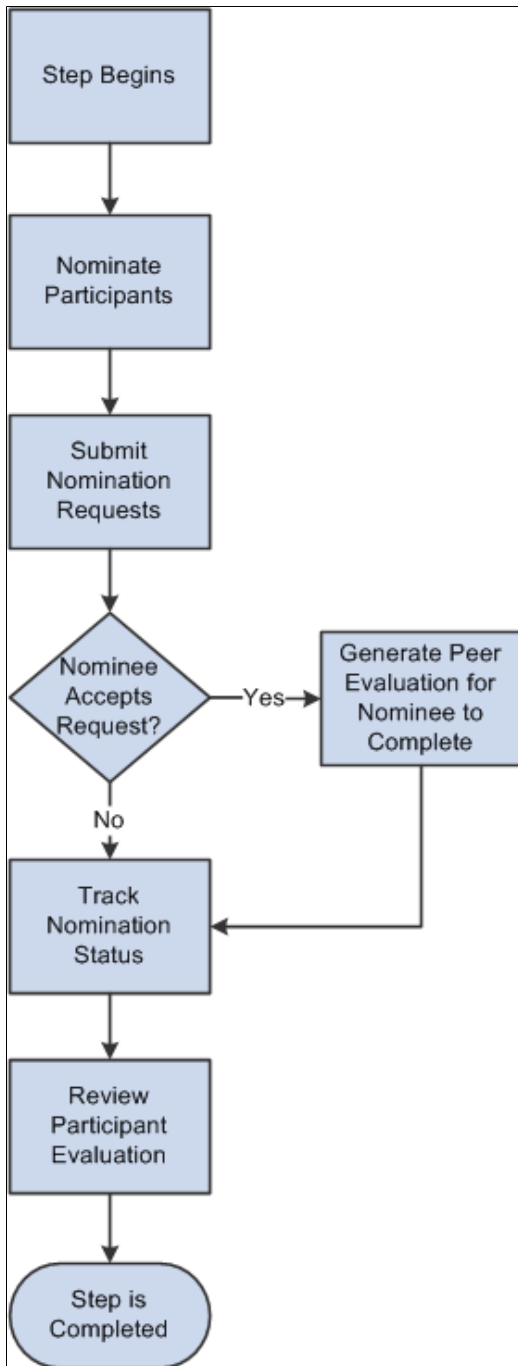 Step Begins
Nominate
Participants
Submit
Nomination
Requests
Nominee
Accepts
Request?
Yes
Generate Peer
Evaluation for
Nominee to
Complete
No
Track
Nomination
Status
Review
Participant
Evaluation
Step is
Completed